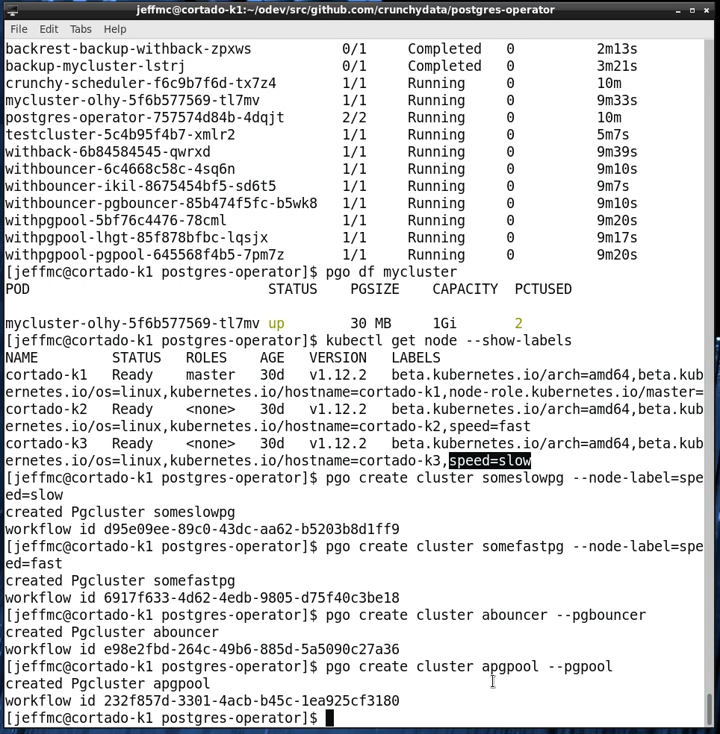 jeffmc@cortado-k1:~/odev/src/github.com/crunchydata/postgres-operator
File Edit Tabs Help
backrest-backup-withback-zpxws 0/1 Completed 0 2m13s
backup-mycluster-lstrj 0/1 Completed 0 3m21s
crunchy-scheduler-f6c9b7f6d-tx7z4 1/1 Running 0 10m
mycluster-olhy-5f6b577569-tl7mv 1/1 Running 0 9m33s
postgres-operator-757574d84b-4dqjt 2/2 Running 0 10m
testcluster-5c4b95f4b7-xmlr2 1/1 Running 0 5m7s
withback-6b84584545-qwrxd 1/1 Running 0 9m39s
withbouncer-6c4668c58c-4sq6n 1/1 Running 0 9m10s
withbouncer-ikil-8675454bf5-sd6t5 1/1 Running 0 9m7s
withbouncer-pgbouncer-85b474f5fc-b5wk8 1/1 Running 0 9m10s
withpgpool-5bf76c4476-78cml 1/1 Running 0 9m20s
withpgpool-lhgt-85f878bfbc-lqsjx 1/1 Running 0 9m17s
withpgpool-pgpool-645568f4b5-7pm7z 1/1 Running 0 9m20s
[jeffmc@cortado-k1 postgres-operator]$ pgo df mycluster
POD STATUS PGSIZE CAPACITY PCTUSED
mycluster-olhy-5f6b577569-tl7mv up 30 MB 1Gi 2
[jeffmc@cortado-k1 postgres-operator]$ kubectl get node --show-labels
NAME STATUS ROLES AGE VERSION LABELS
cortado-k1 Ready master 30d v1.12.2 beta.kubernetes.io/arch=amd64,beta.kub
ernetes.io/os=linux,kubernetes.io/hostname=cortado-k1,node-role.kubernetes.io/master=
cortado-k2 Ready <none> 30d v1.12.2 beta.kubernetes.io/arch=amd64,beta.kub
ernetes.io/os=linux,kubernetes.io/hostname=cortado-k2,speed=fast
cortado-k3 Ready <none> 30d v1.12.2 beta.kubernetes.io/arch=amd64,beta.kub
ernetes.io/os=linux,kubernetes.io/hostname=cortado-k3,speed=slow
[jeffmc@cortado-k1 postgres-operator]$ pgo create cluster someslowpg --node-label=spe
ed=slow
created Pgcluster someslowpg
workflow id d95e09ee-89c0-43dc-aa62-b5203b8d1ff9
[jeffmc@cortado-k1 postgres-operator]$ pgo create cluster somefastpg --node-label=spe
ed=fast
created Pgcluster somefastpg
workflow id 6917f633-4d62-4edb-9805-d75f40c3be18
[jeffmc@cortado-k1 postgres-operator]$ pgo create cluster abouncer --pgbouncer
created Pgcluster abouncer
workflow id e98e2fbd-264c-49b6-885d-5a5090c27a36
[jeffmc@cortado-k1 postgres-operator]$ pgo create cluster apgpool --pgpool
created Pgcluster apgpool
workflow id 232f857d-3301-4acb-b45c-1ea925cf3180
[jeffmc@cortado-k1 postgres-operator]$